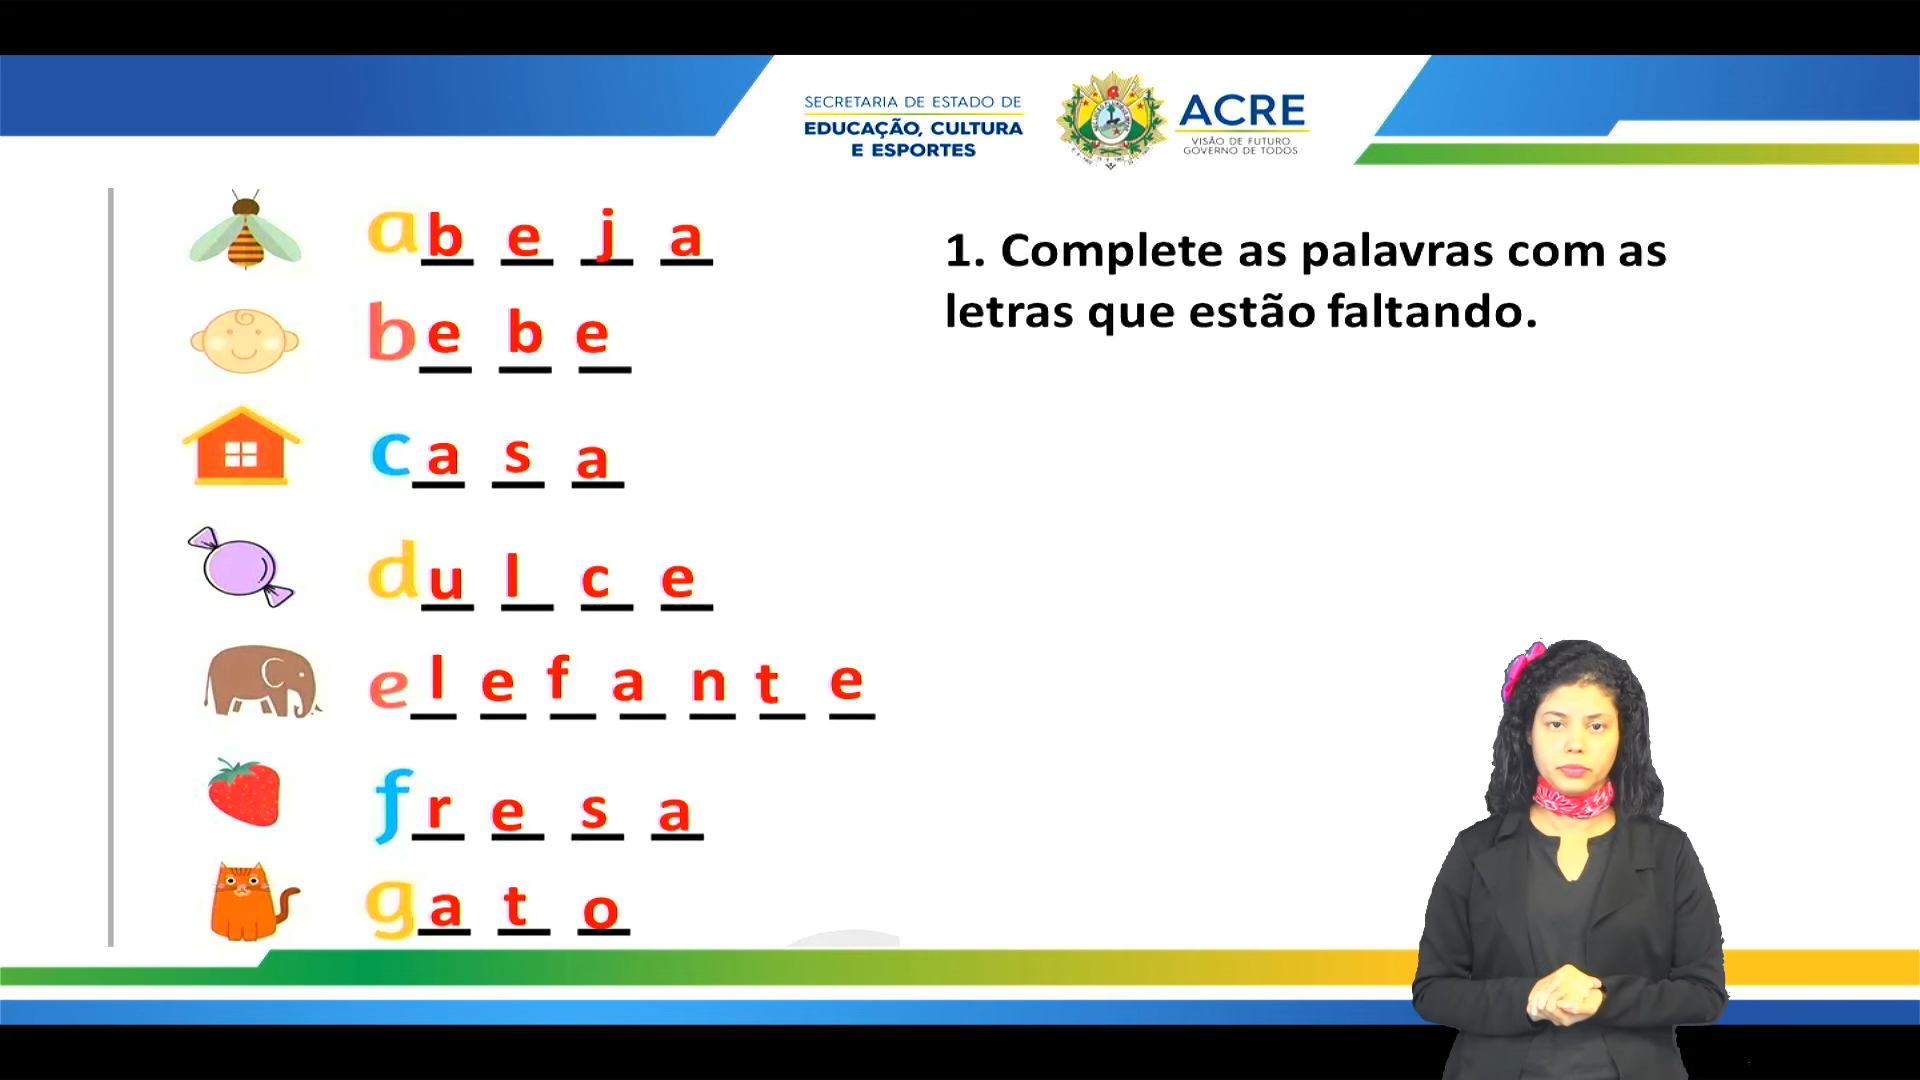 SECRETARIA DE ESTADO DE
EDUCAÇÃO, CULTURA
E ESPORTES
ACRE
VISÃO DE FUTURO
GOVERNO DE TODOS
a b e j a
b e b e
c a s a
d u l c e
e l e f a n t e
f r e s a
g a t o
1. Complete as palavras com as
letras que estão faltando.